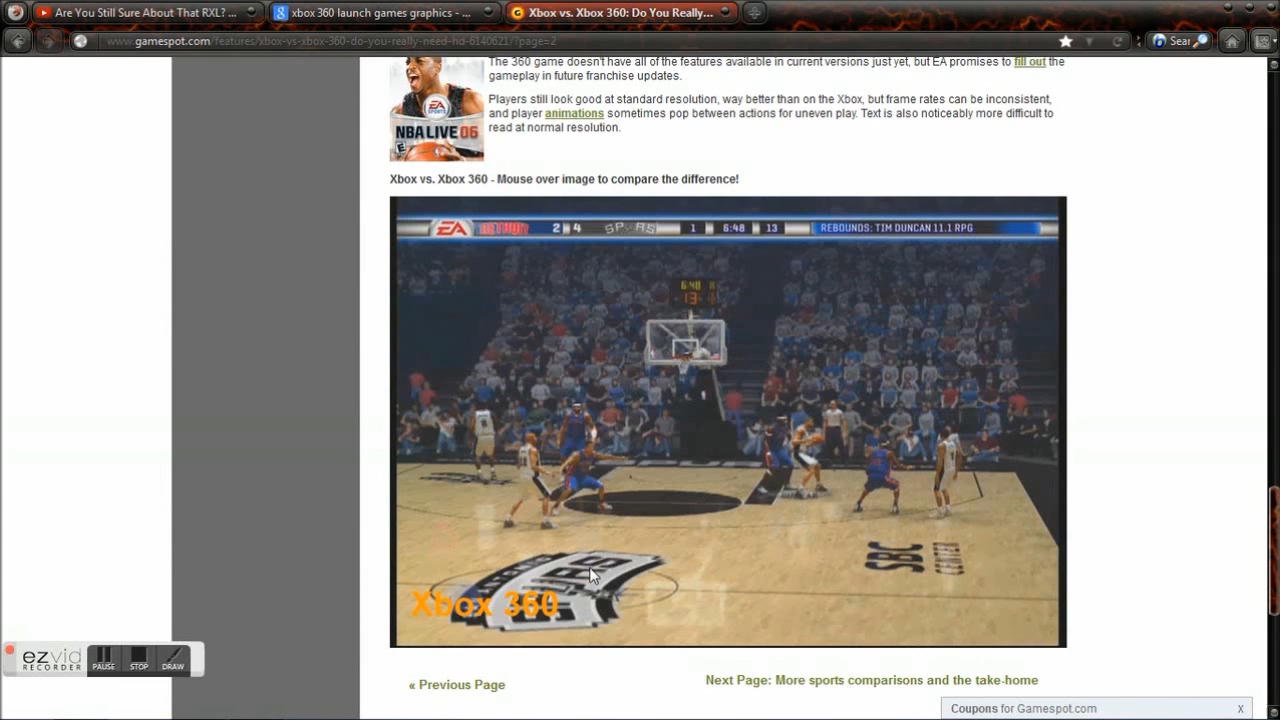 Are You Still Sure About That RXL? ...
xbox 360 launch games graphics - ...
Xbox vs. Xbox 360: Do You Really...
www.gamespot.com/features/xbox-vs-xbox-360-do-you-really-need-hd-6140621/?page=2
Sear
The 360 game doesn't have all of the features available in current versions just yet, but EA promises to fill out the
gameplay in future franchise updates.
Players still look good at standard resolution, way better than on the Xbox, but frame rates can be inconsistent,
and player animations sometimes pop between actions for uneven play. Text is also noticeably more difficult to
read at normal resolution.
EA
SPORTS
NBA LIVE 06
E
Xbox vs. Xbox 360 - Mouse over image to compare the difference!
EA DETROIT 2 4 SPURS 1 6:48 13 REBOUNDS: TIM DUNCAN 11.1 RPG
13
SBC
Xbox 360
ezvid
RECORDER
PAUSE STOP DRAW
« Previous Page
Next Page: More sports comparisons and the take-home
Coupons for Gamespot.com X